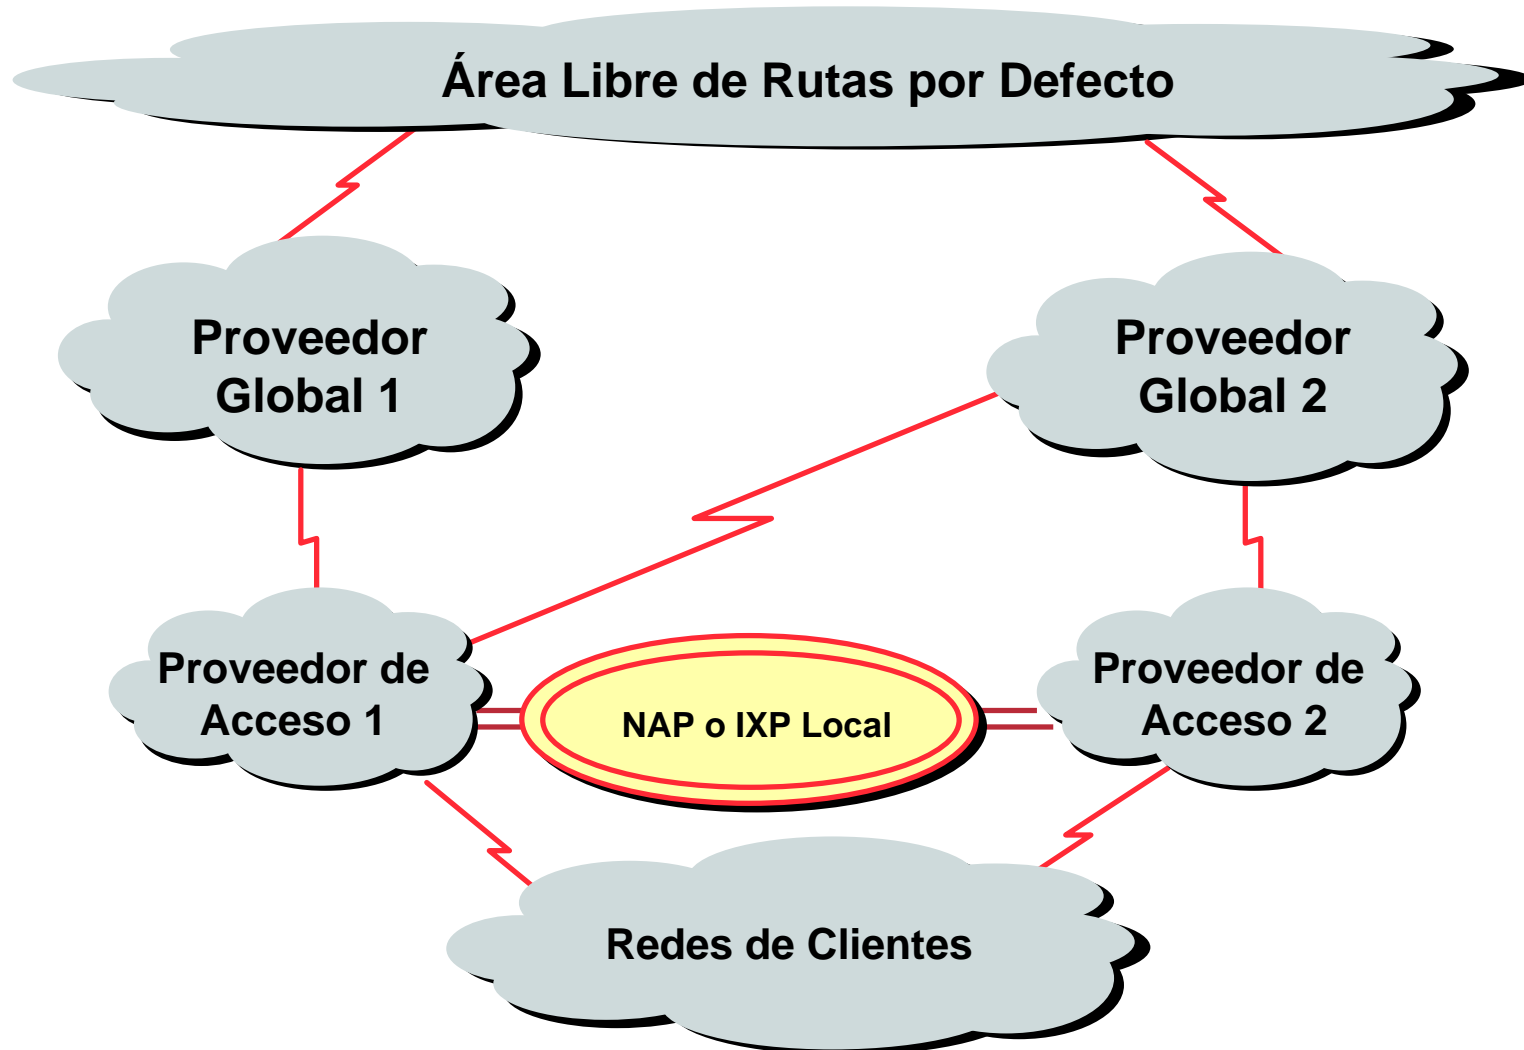 Área Libre de Rutas por Defecto
Proveedor
Global 1
Proveedor
Global 2
Proveedor de
Acceso 1
NAP o IXP Local
Proveedor de
Acceso 2
Redes de Clientes